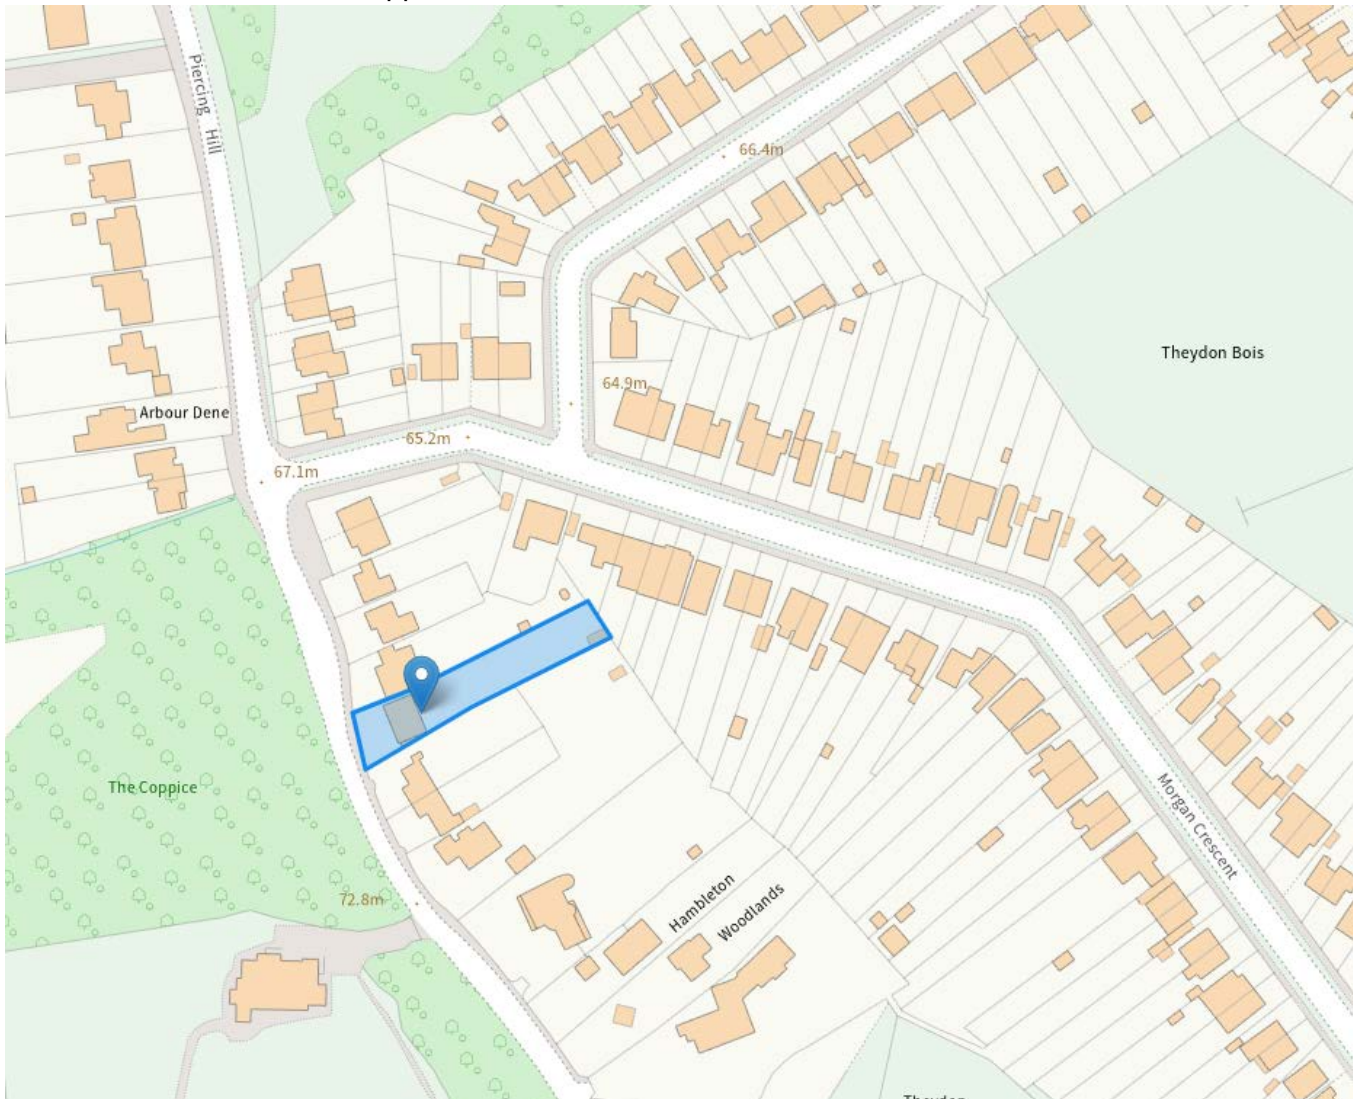 Piercing Hill
66.4m
Theydon Bois
64.9m
Arbour Dene
65.2m
67.1m
The Coppice
Morgan Crescent
72.8m
Hambleton
Woodlands
Theydon